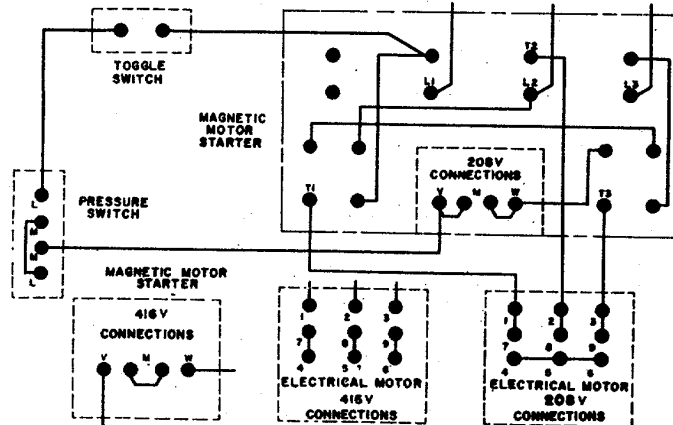 TOGGLE
SWITCH
T2
L1
L2
L3
MAGNETIC
MOTOR
STARTER
208V
CONNECTIONS
V M W
T1
T3
L
M
M
L
PRESSURE
SWITCH
MAGNETIC MOTOR
STARTER
416V
CONNECTIONS
V M W
1 2 3
7 8 9
4 5 6
ELECTRICAL MOTOR
416V
CONNECTIONS
1 2 3
7 8 9
4 5 6
ELECTRICAL MOTOR
208V
CONNECTIONS